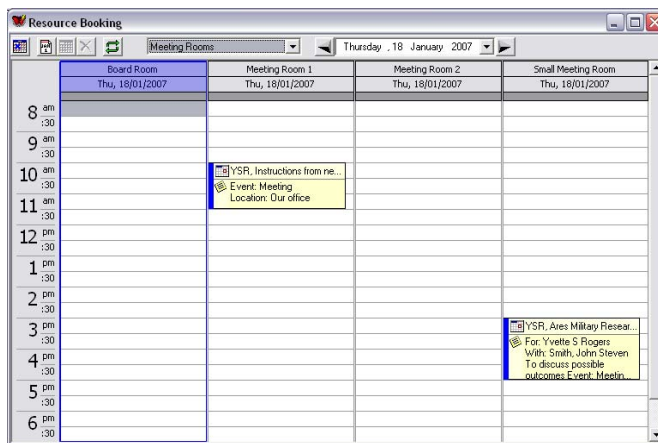 Resource Booking
Meeting Rooms
Thursday , 18 January 2007
Board Room
Meeting Room 1
Meeting Room 2
Small Meeting Room
Thu, 18/01/2007
Thu, 18/01/2007
Thu, 18/01/2007
Thu, 18/01/2007
8 am
:30
9 am
:30
10 am
YSR, Instructions from ne...
:30
Event: Meeting
Location: Our office
11 am
:30
12 pm
:30
1 pm
:30
2 pm
:30
3 pm
YSR, Ares Military Resear...
:30
For: Yvette S Rogers
With: Smith, John Steven
4 pm
To discuss possible
:30
outcomes Event: Meetin...
5 pm
:30
6 pm